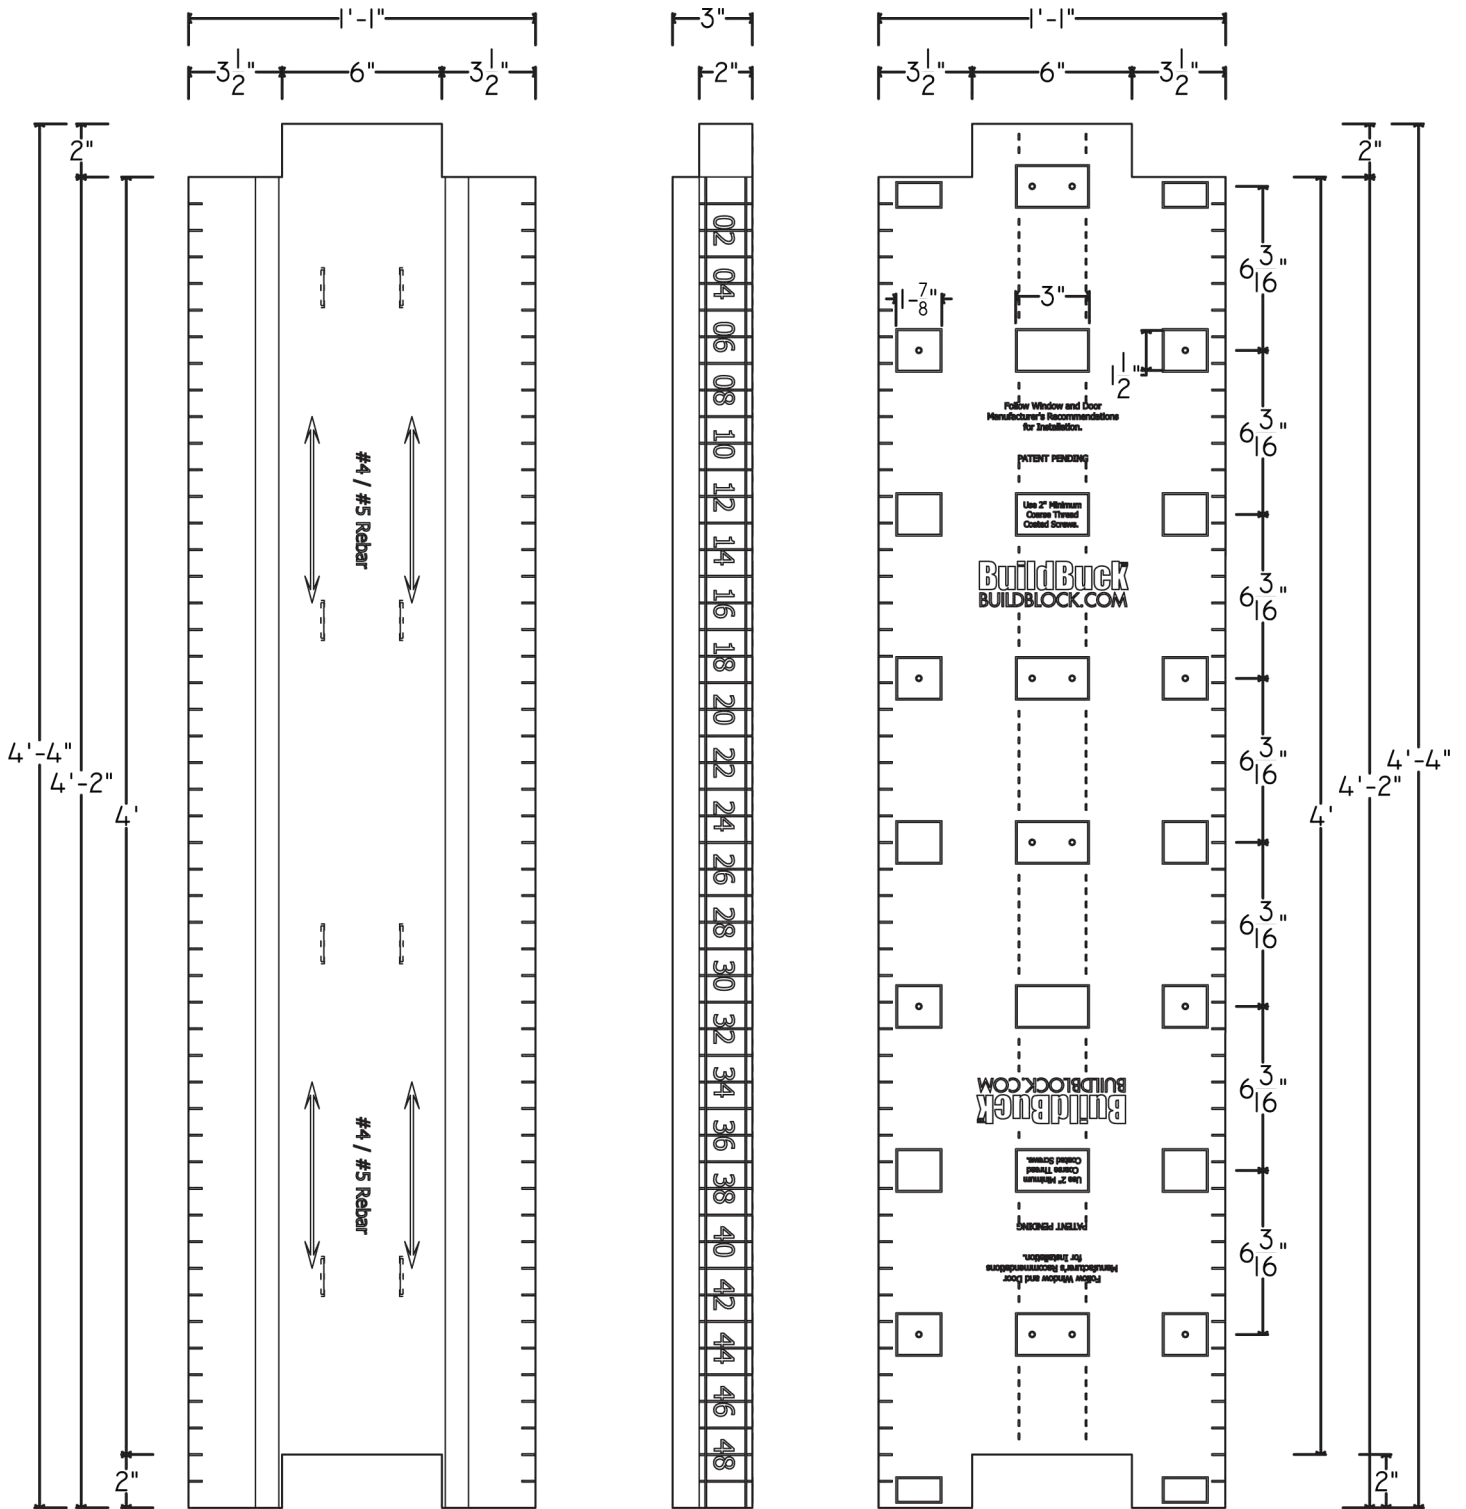 1'-1"
3 1/2"
6"
3 1/2"
2"
4'-4"
4'-2"
4'
2"
#4 / #5 Rebar
#4 / #5 Rebar
3"
2"
02
04
06
08
10
12
14
16
18
20
22
24
26
28
30
32
34
36
38
40
42
44
46
48
1'-1"
3 1/2"
6"
3 1/2"
1-7/8"
3"
1 1/2"
Follow Window and Door
Manufacturer's Recommendations
for Installation.
PATENT PENDING
Use 2" Minimum
Coarse Thread
Coated Screws.
BuildBuck
BUILDBLOCK.COM
BuildBuck
BUILDBLOCK.COM
Use 2" Minimum
Coarse Thread
Coated Screws.
PATENT PENDING
Follow Window and Door
Manufacturer's Recommendations
for Installation.
6 3/16"
6 3/16"
6 3/16"
6 3/16"
6 3/16"
6 3/16"
6 3/16"
2"
4'
4'-2"
4'-4"
2"